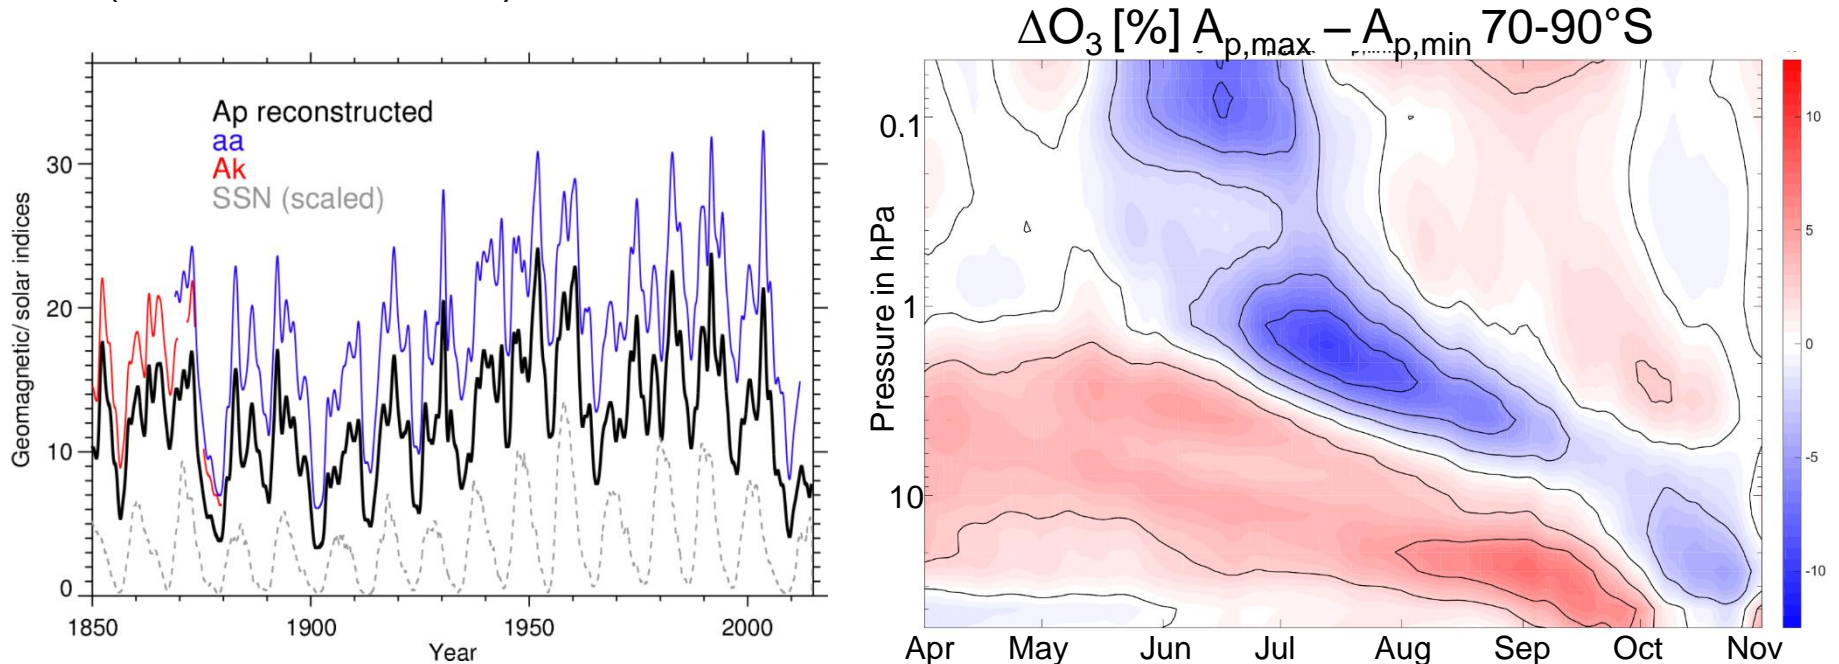 ΔO3 [%] Ap,max – Ap,min 70-90°S
Ap reconstructed
aa
Ak
SSN (scaled)
Geomagnetic/ solar indices
30
20
10
0
1850
1900
1950
2000
Year
Pressure in hPa
0.1
1
10
Apr
May
Jun
Jul
Aug
Sep
Oct
Nov
10
5
0
-5
-10